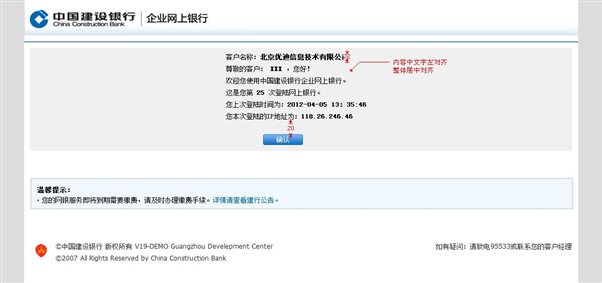 中国建设银行 企业网上银行
China Construction Bank
客户名称：北京优迪信息技术有限公司
尊敬的客户： XXX ，您好！
内容中文字左对齐
整体居中对齐
欢迎您使用中国建设银行企业网上银行。
这是您第 25 次登陆网上银行。
您上次登陆时间为：2012-04-05 13：35:46
您本次登陆的IP地址为：118.26.246.46
20
确认
温馨提示：
· 您的网银服务即将到期需要缴费，请及时办理缴费手续。详情请查看建行公告。
©中国建设银行 版权所有 V19-DEMO Guangzhou Develepment Center
如有疑问：请致电95533或联系您的客户经理
©2007 All Rights Reserved by China Construction Bank